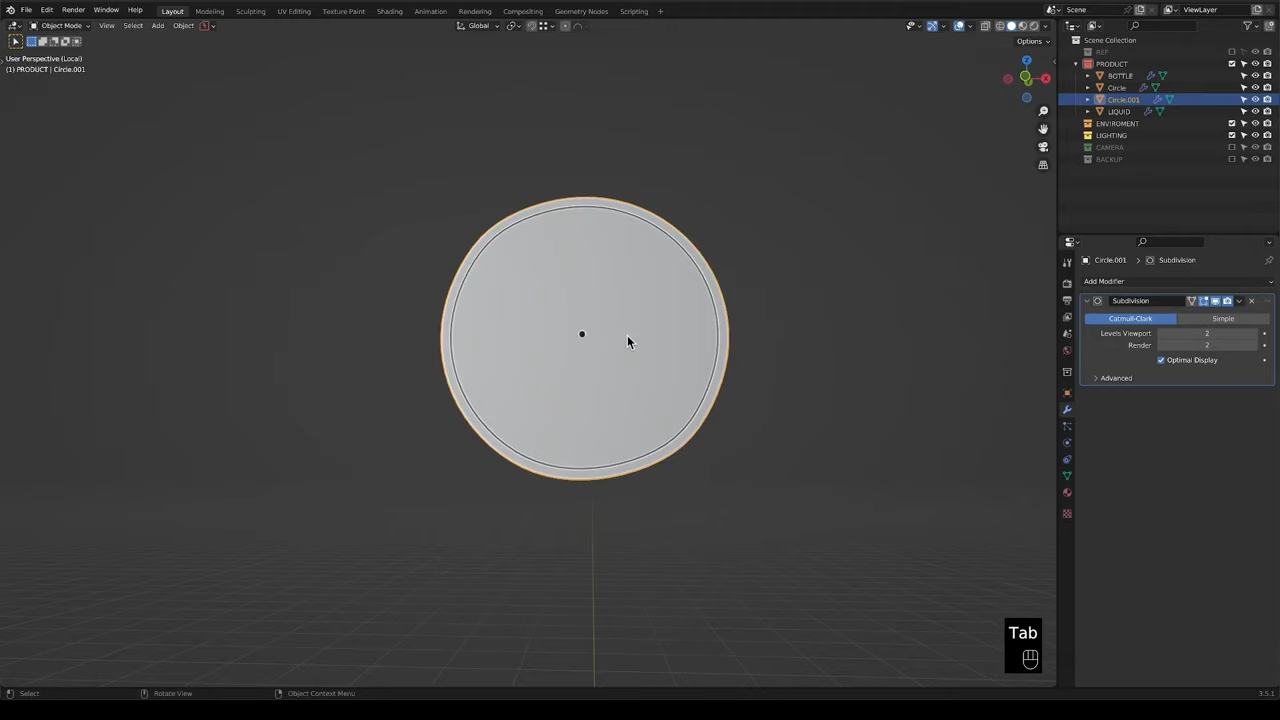 File Edit Render Window Help Layout Modeling Sculpting UV Editing Texture Paint Shading Animation Rendering Compositing Geometry Nodes Scripting + Scene ViewLayer
Object Mode View Select Add Object Global
Options
User Perspective (Local)
(1) PRODUCT | Circle.001
Scene Collection
REF
PRODUCT
BOTTLE
Circle
Circle.001
LIQUID
ENVIROMENT
LIGHTING
CAMERA
BACKUP
Circle.001 > Subdivision
Add Modifier
Subdivision
Catmull-Clark Simple
Levels Viewport 2
Render 2
Optimal Display
Advanced
Z
X
Tab
Select Rotate View Object Context Menu 3.5.1